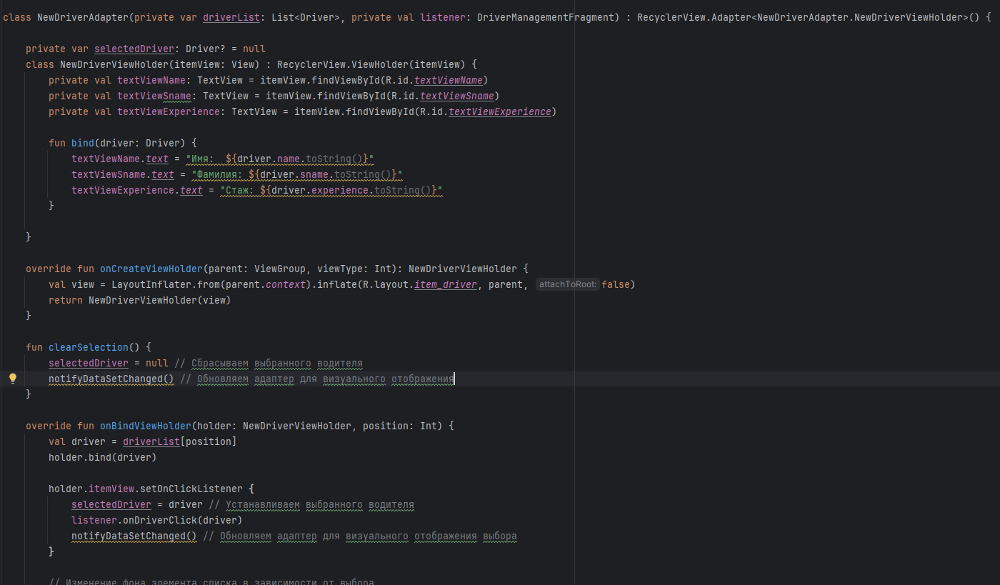 class NewDriverAdapter(private var driverList: List<Driver>, private val listener: DriverManagementFragment) : RecyclerView.Adapter<NewDriverAdapter.NewDriverViewHolder>() {
private var selectedDriver: Driver? = null
class NewDriverViewHolder(itemView: View) : RecyclerView.ViewHolder(itemView) {
private val textViewName: TextView = itemView.findViewById(R.id.textViewName)
private val textViewSname: TextView = itemView.findViewById(R.id.textViewSname)
private val textViewExperience: TextView = itemView.findViewById(R.id.textViewExperience)
fun bind(driver: Driver) {
textViewName.text = "Имя:  ${driver.name.toString()}"
textViewSname.text = "Фамилия: ${driver.sname.toString()}"
textViewExperience.text = "Стаж: ${driver.experience.toString()}"
}
}
override fun onCreateViewHolder(parent: ViewGroup, viewType: Int): NewDriverViewHolder {
val view = LayoutInflater.from(parent.context).inflate(R.layout.item_driver, parent, attachToRoot: false)
return NewDriverViewHolder(view)
}
fun clearSelection() {
selectedDriver = null // Сбрасываем выбранного водителя
notifyDataSetChanged() // Обновляем адаптер для визуального отображения
}
override fun onBindViewHolder(holder: NewDriverViewHolder, position: Int) {
val driver = driverList[position]
holder.bind(driver)
holder.itemView.setOnClickListener {
selectedDriver = driver // Устанавливаем выбранного водителя
listener.onDriverClick(driver)
notifyDataSetChanged() // Обновляем адаптер для визуального отображения выбора
}
// Изменение фона элемента списка в зависимости от выбора